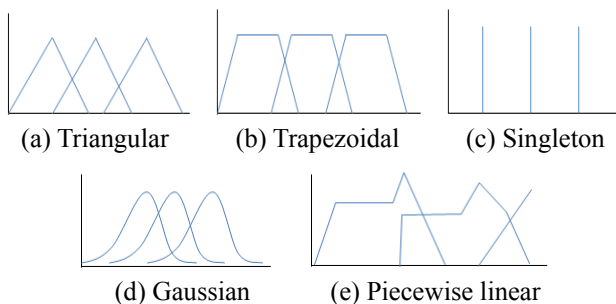 (a) Triangular
(b) Trapezoidal
(c) Singleton
(d) Gaussian
(e) Piecewise linear